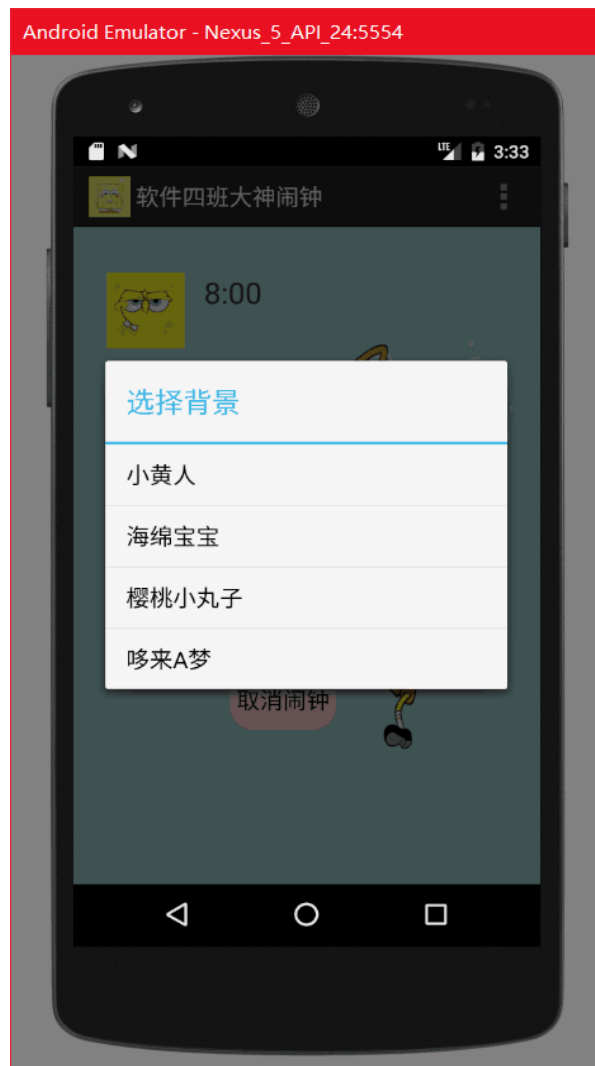 Android Emulator - Nexus_5_API_24:5554
LTE 3:33
软件四班大神闹钟
8:00
选择背景
小黄人
海绵宝宝
樱桃小丸子
哆来A梦
取消闹钟